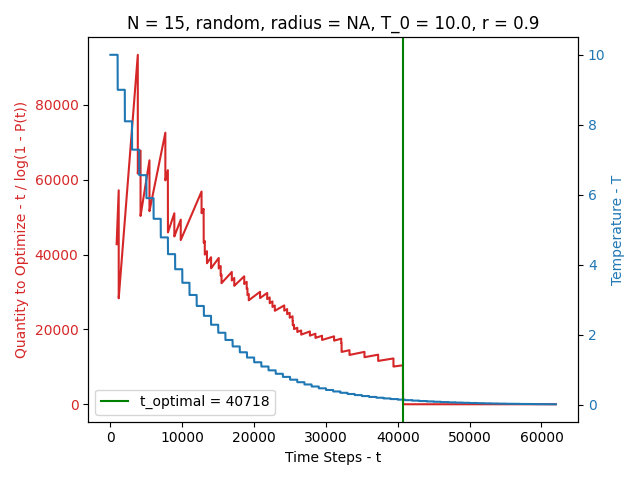 N = 15, random, radius = NA, T_0 = 10.0, r = 0.9
Quantity to Optimize - t / log(1 - P(t))
80000
60000
40000
20000
0
10
8
6
4
2
0
Temperature - T
t_optimal = 40718
0 10000 20000 30000 40000 50000 60000
Time Steps - t